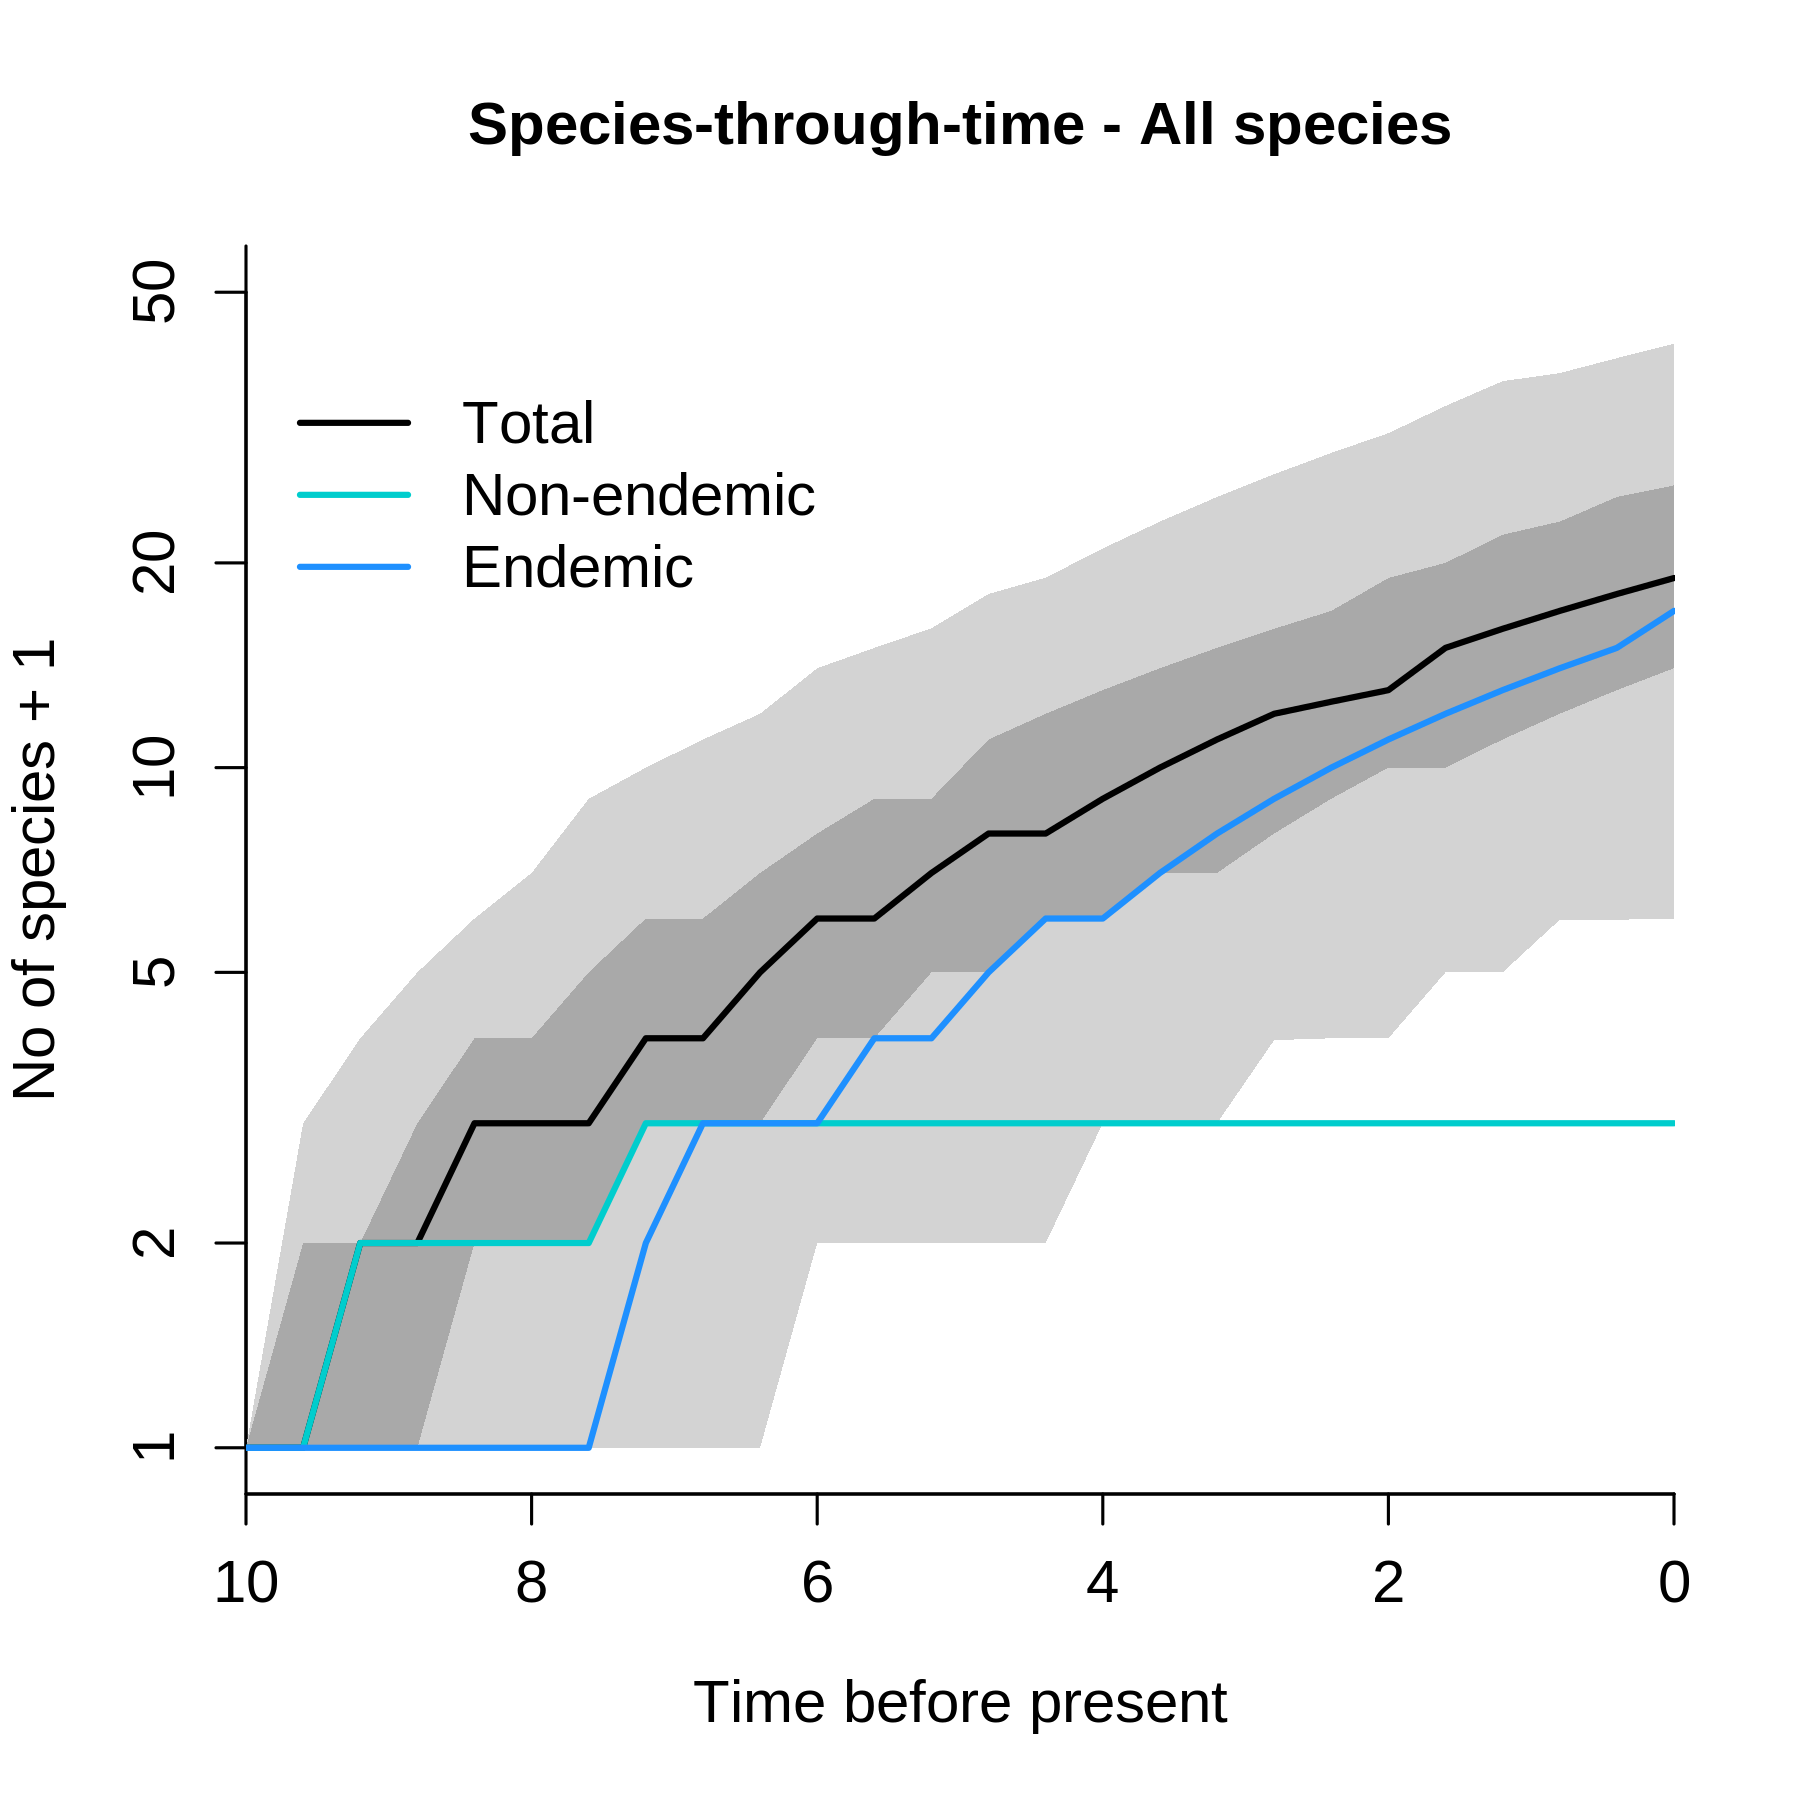 Species-through-time - All species
50
20
10
5
2
1
No of species + 1
Total
Non-endemic
Endemic
10 8 6 4 2 0
Time before present